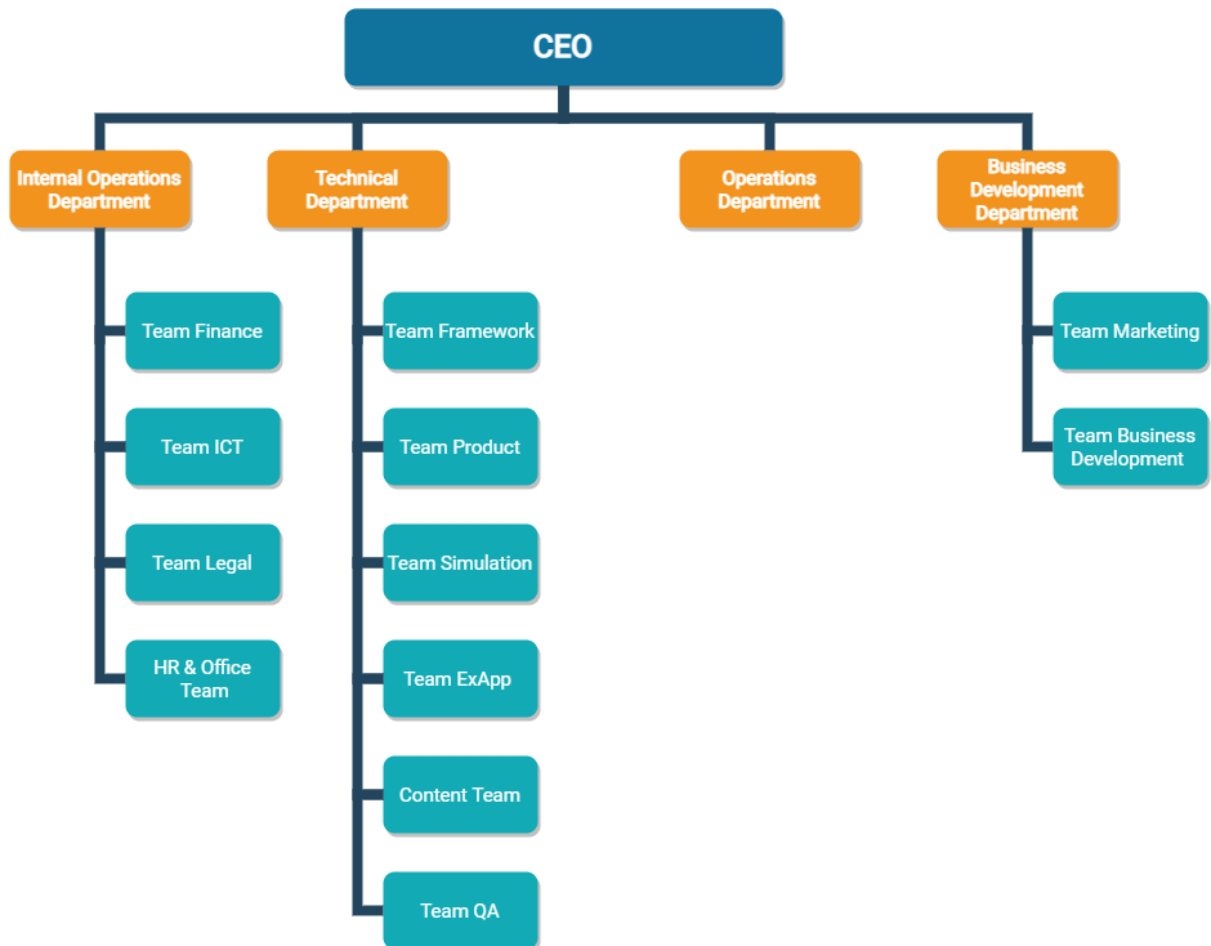 CEO
Internal Operations
Department
Technical
Department
Operations
Department
Business
Development
Department
Team Finance
Team ICT
Team Legal
HR & Office
Team
Team Framework
Team Product
Team Simulation
Team ExApp
Content Team
Team QA
Team Marketing
Team Business
Development